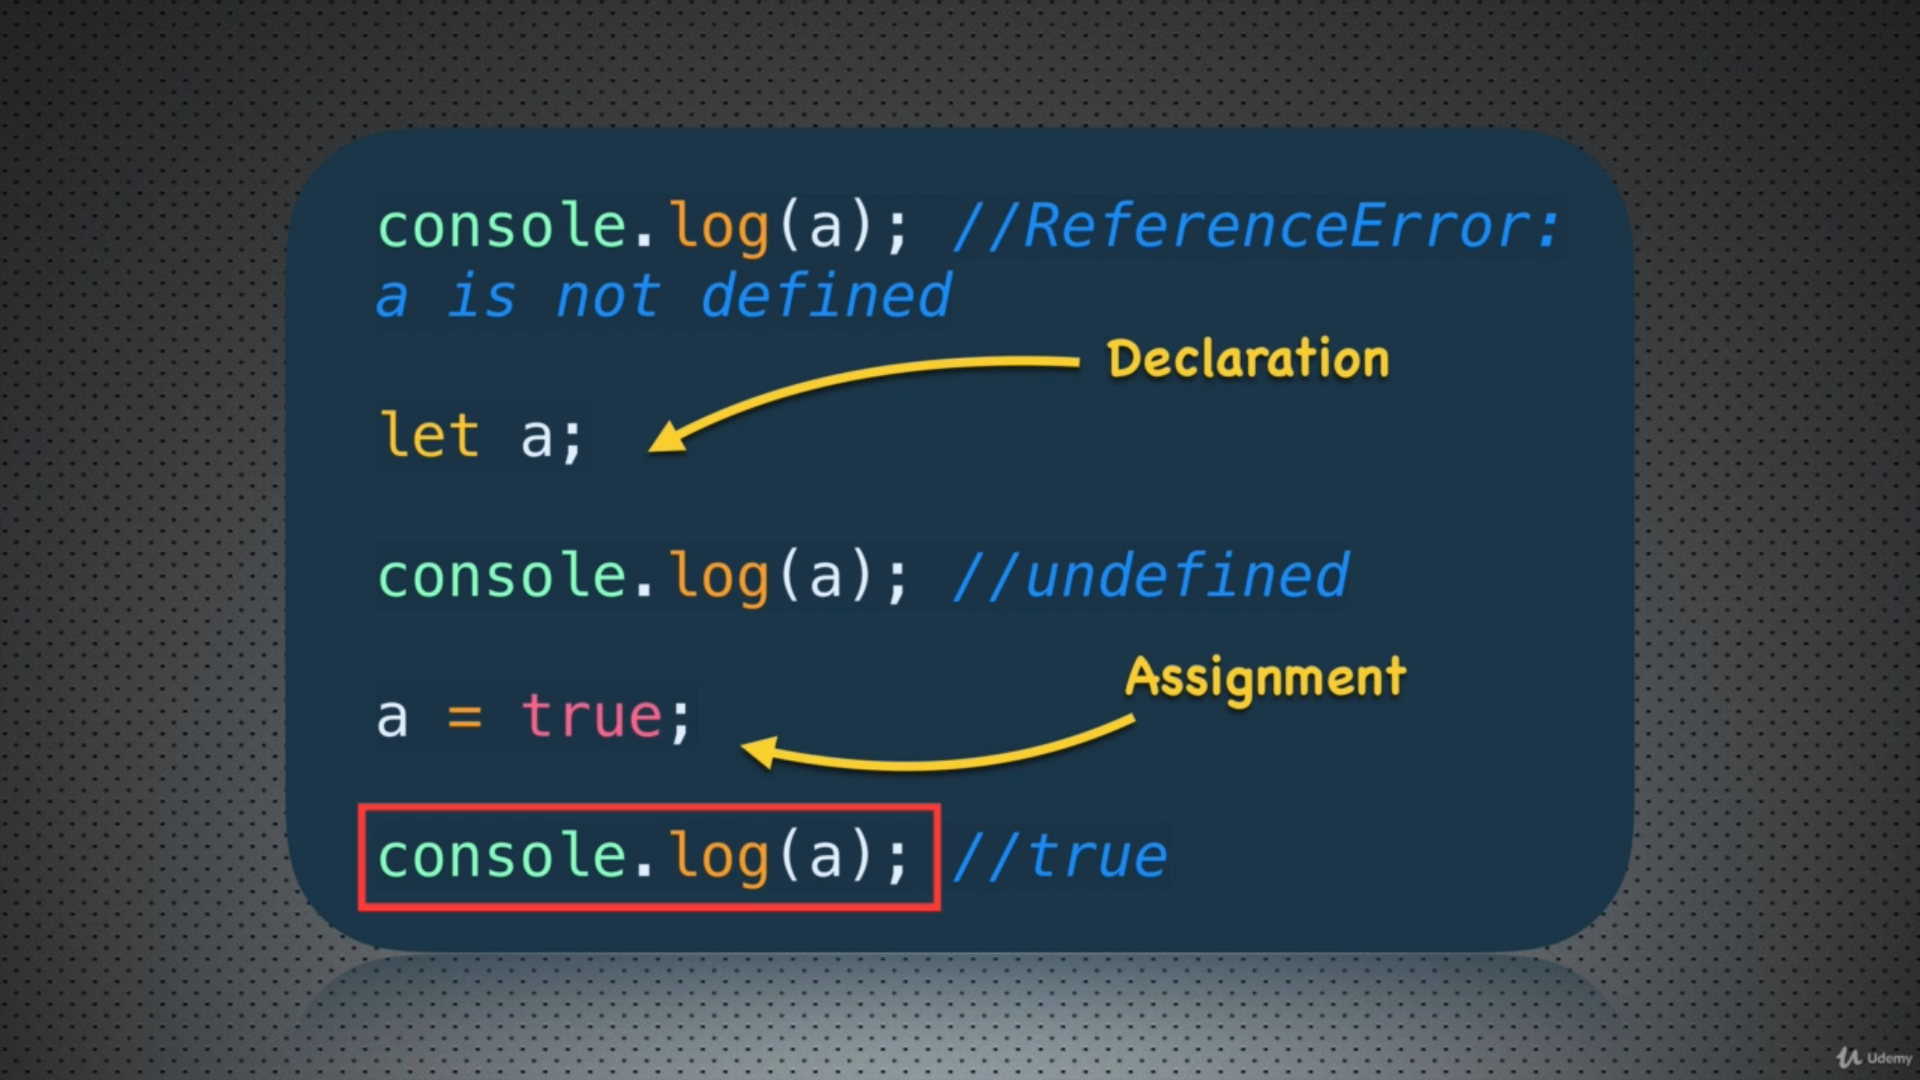 console.log(a); //ReferenceError:
a is not defined
Declaration
let a;
console.log(a); //undefined
Assignment
a = true;
console.log(a); //true
Udemy